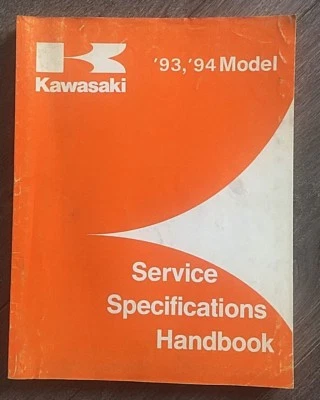 '93, '94 Model
Kawasaki
Service
Specifications
Handbook